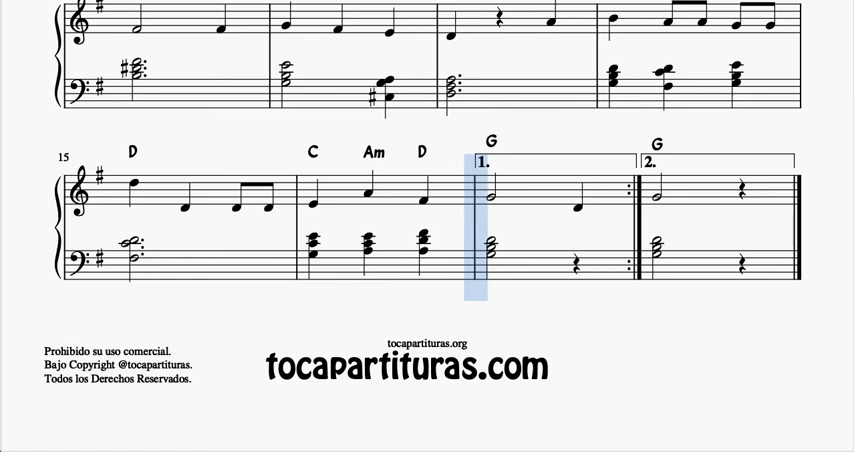 15 D C Am D G G
1. 2.
tocapartituras.org
Prohibido su uso comercial.
Bajo Copyright @tocapartituras.
Todos los Derechos Reservados.
tocapartituras.com